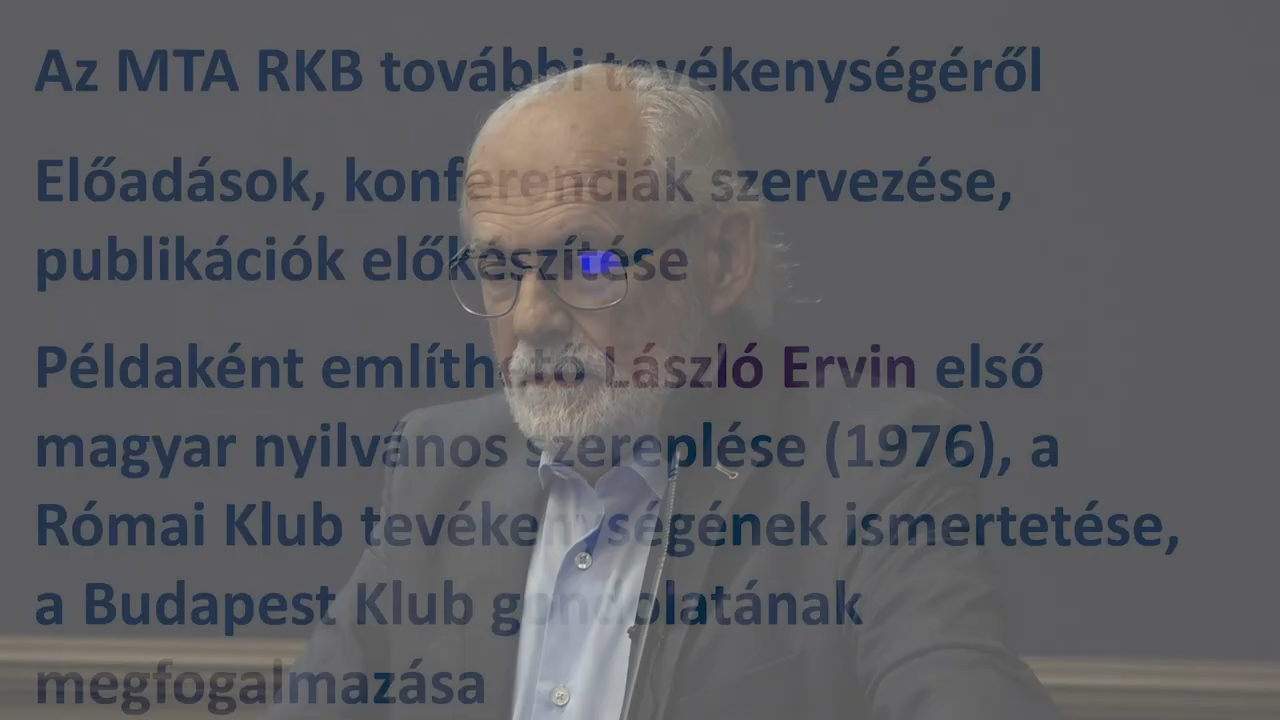 Az MTA RKB további tevékenységéről
Előadások, konferenciák szervezése,
publikációk előkészítése
Példaként említhető László Ervin első
magyar nyilvános szereplése (1976), a
Római Klub tevékenységének ismertetése,
a Budapest Klub gondolatának
megfogalmazása